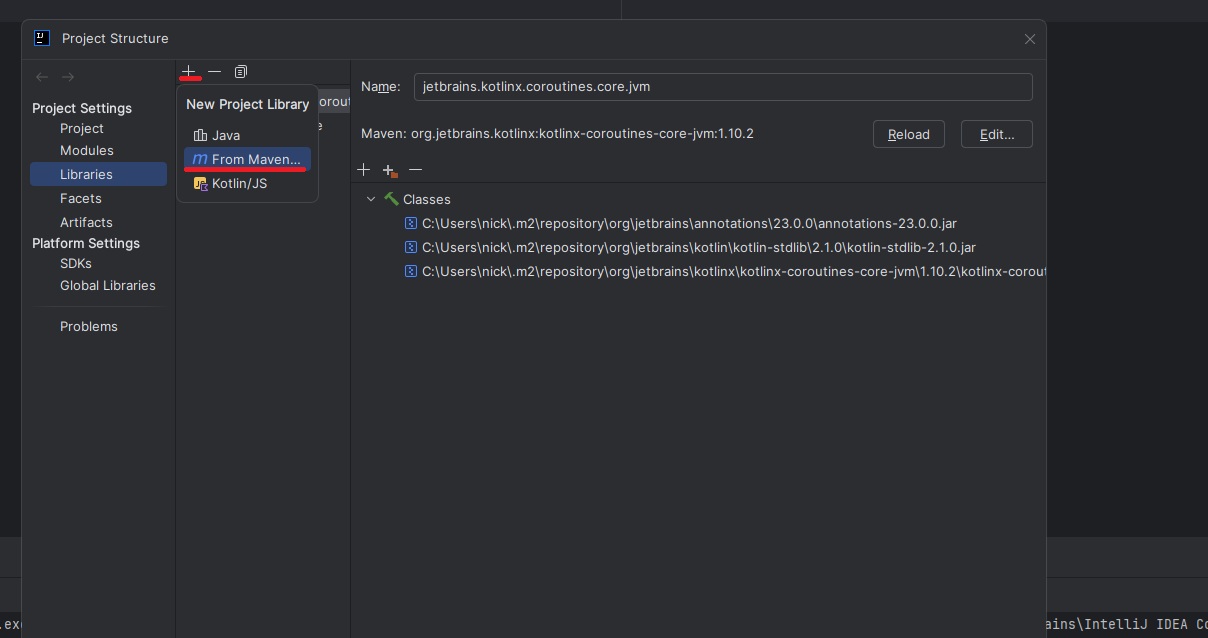 Project Structure
Project Settings
Project
Modules
Libraries
Facets
Artifacts
Platform Settings
SDKs
Global Libraries
Problems
New Project Library
Java
From Maven...
Kotlin/JS
Name: jetbrains.kotlinx.coroutines.core.jvm
Maven: org.jetbrains.kotlinx:kotlinx-coroutines-core-jvm:1.10.2
Reload
Edit...
Classes
C:\Users\nick\.m2\repository\org\jetbrains\annotations\23.0.0\annotations-23.0.0.jar
C:\Users\nick\.m2\repository\org\jetbrains\kotlin\kotlin-stdlib\2.1.0\kotlin-stdlib-2.1.0.jar
C:\Users\nick\.m2\repository\org\jetbrains\kotlinx\kotlinx-coroutines-core-jvm\1.10.2\kotlinx-corout
ains\IntelliJ IDEA Co